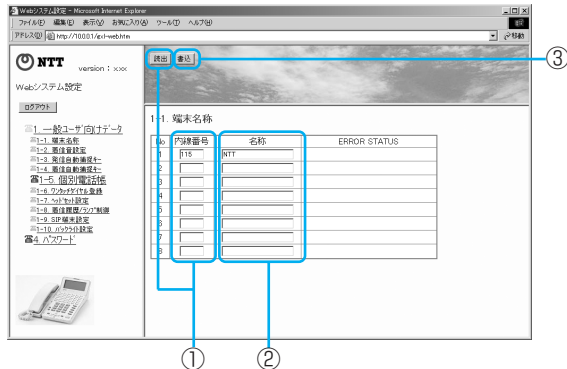 Webシステム設定 - Microsoft Internet Explorer
ファイル(F) 編集(E) 表示(V) お気に入り(A) ツール(T) ヘルプ(H)
アドレス(D) http://10.0.0.1/ext-web.htm 移動
NTT version：xxx
Webシステム設定
ログアウト
1. 一般ユーザ向けデータ
1-1. 端末名称
1-2. 着信音設定
1-3. 発信自動捕捉キー
1-4. 着信自動捕捉キー
1-5. 個別電話帳
1-6. ワンタッチダイヤル登録
1-7. ヘッドセット設定
1-8. 着信履歴/ランプ制御
1-9. SIP端末設定
1-10. バックライト設定
4. パスワード
読出 書込
③
1-1. 端末名称
No 内線番号 名称 ERROR STATUS
1 115 NTT
2
3
4
5
6
7
8
① ②